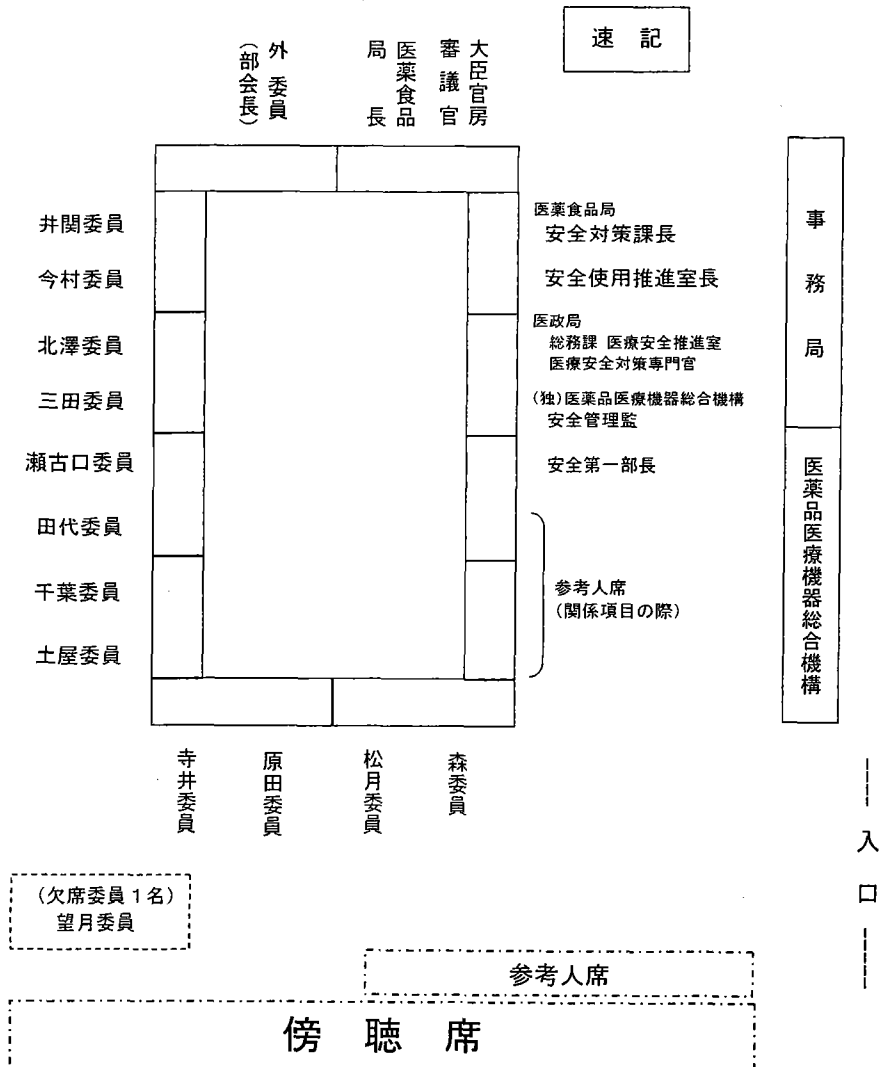 速 記
外 委員
(部会長)
大臣官房
審議官
医薬食品
局 長
井関委員
今村委員
北澤委員
三田委員
瀬古口委員
田代委員
千葉委員
土屋委員
医薬食品局
安全対策課長
安全使用推進室長
医政局
総務課 医療安全推進室
医療安全対策専門官
(独)医薬品医療機器総合機構
安全管理監
安全第一部長
参考人席
(関係項目の際)
事務局
医薬品医療機器総合機構
寺井委員
原田委員
松月委員
森委員
入口
(欠席委員1名)
望月委員
参考人席
傍 聴 席